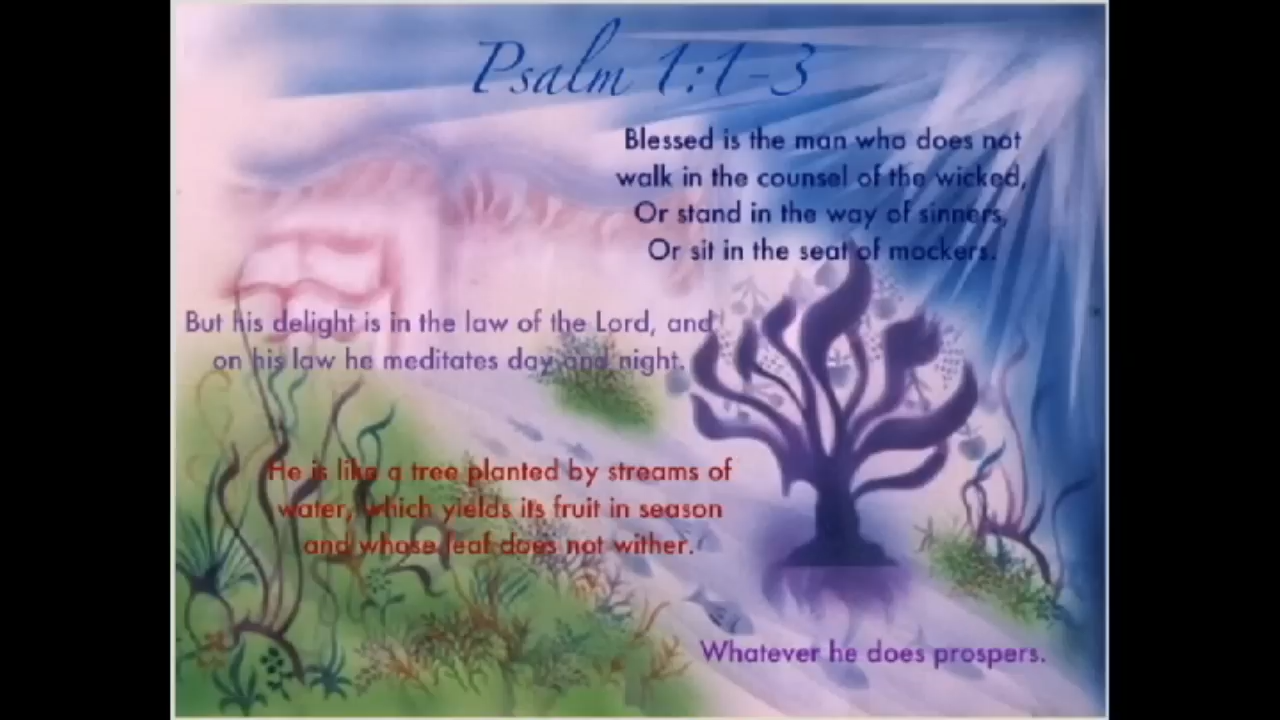 Psalm 1:1-3
Blessed is the man who does not
walk in the counsel of the wicked,
Or stand in the way of sinners,
Or sit in the seat of mockers.
But his delight is in the law of the Lord, and
on his law he meditates day and night.
He is like a tree planted by streams of
water, which yields its fruit in season
and whose leaf does not wither.
Whatever he does prospers.